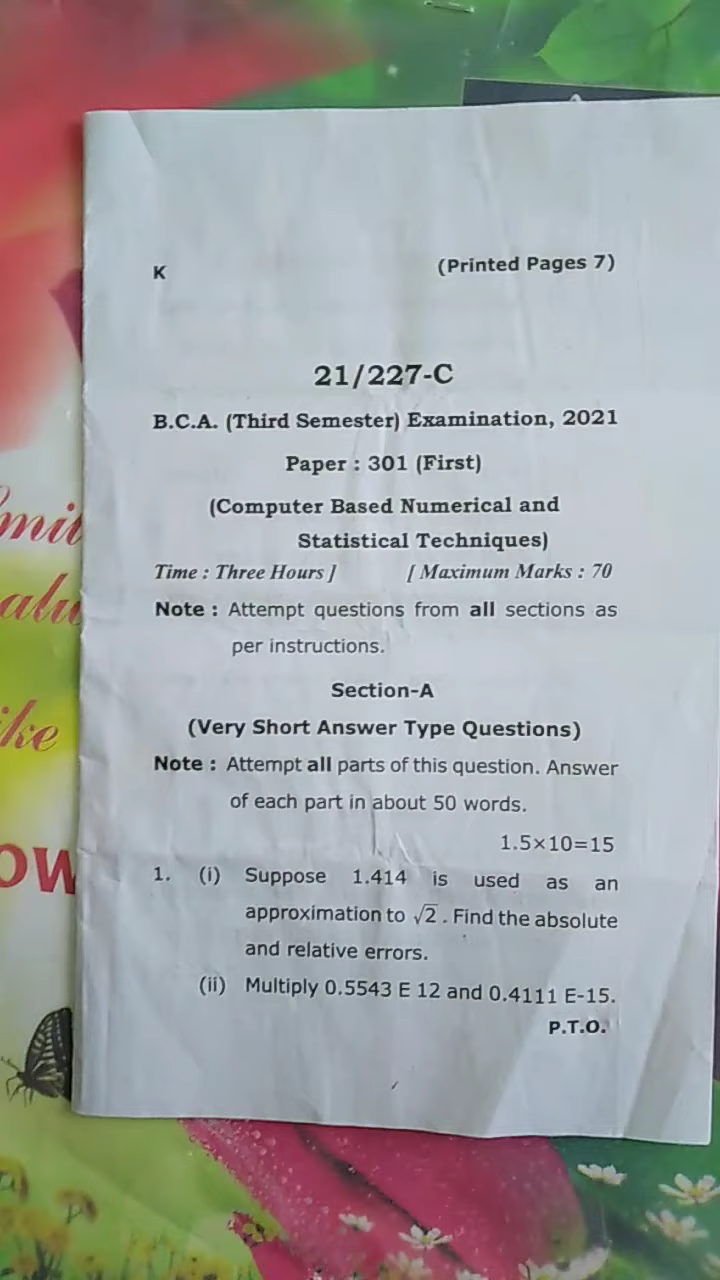 K (Printed Pages 7)
21/227-C
B.C.A. (Third Semester) Examination, 2021
Paper : 301 (First)
(Computer Based Numerical and
Statistical Techniques)
Time : Three Hours ] [ Maximum Marks : 70
Note : Attempt questions from all sections as
per instructions.
Section-A
(Very Short Answer Type Questions)
Note : Attempt all parts of this question. Answer
of each part in about 50 words.
1.5×10=15
1. (i) Suppose 1.414 is used as an
approximation to √2 . Find the absolute
and relative errors.
(ii) Multiply 0.5543 E 12 and 0.4111 E-15.
P.T.O.
ike